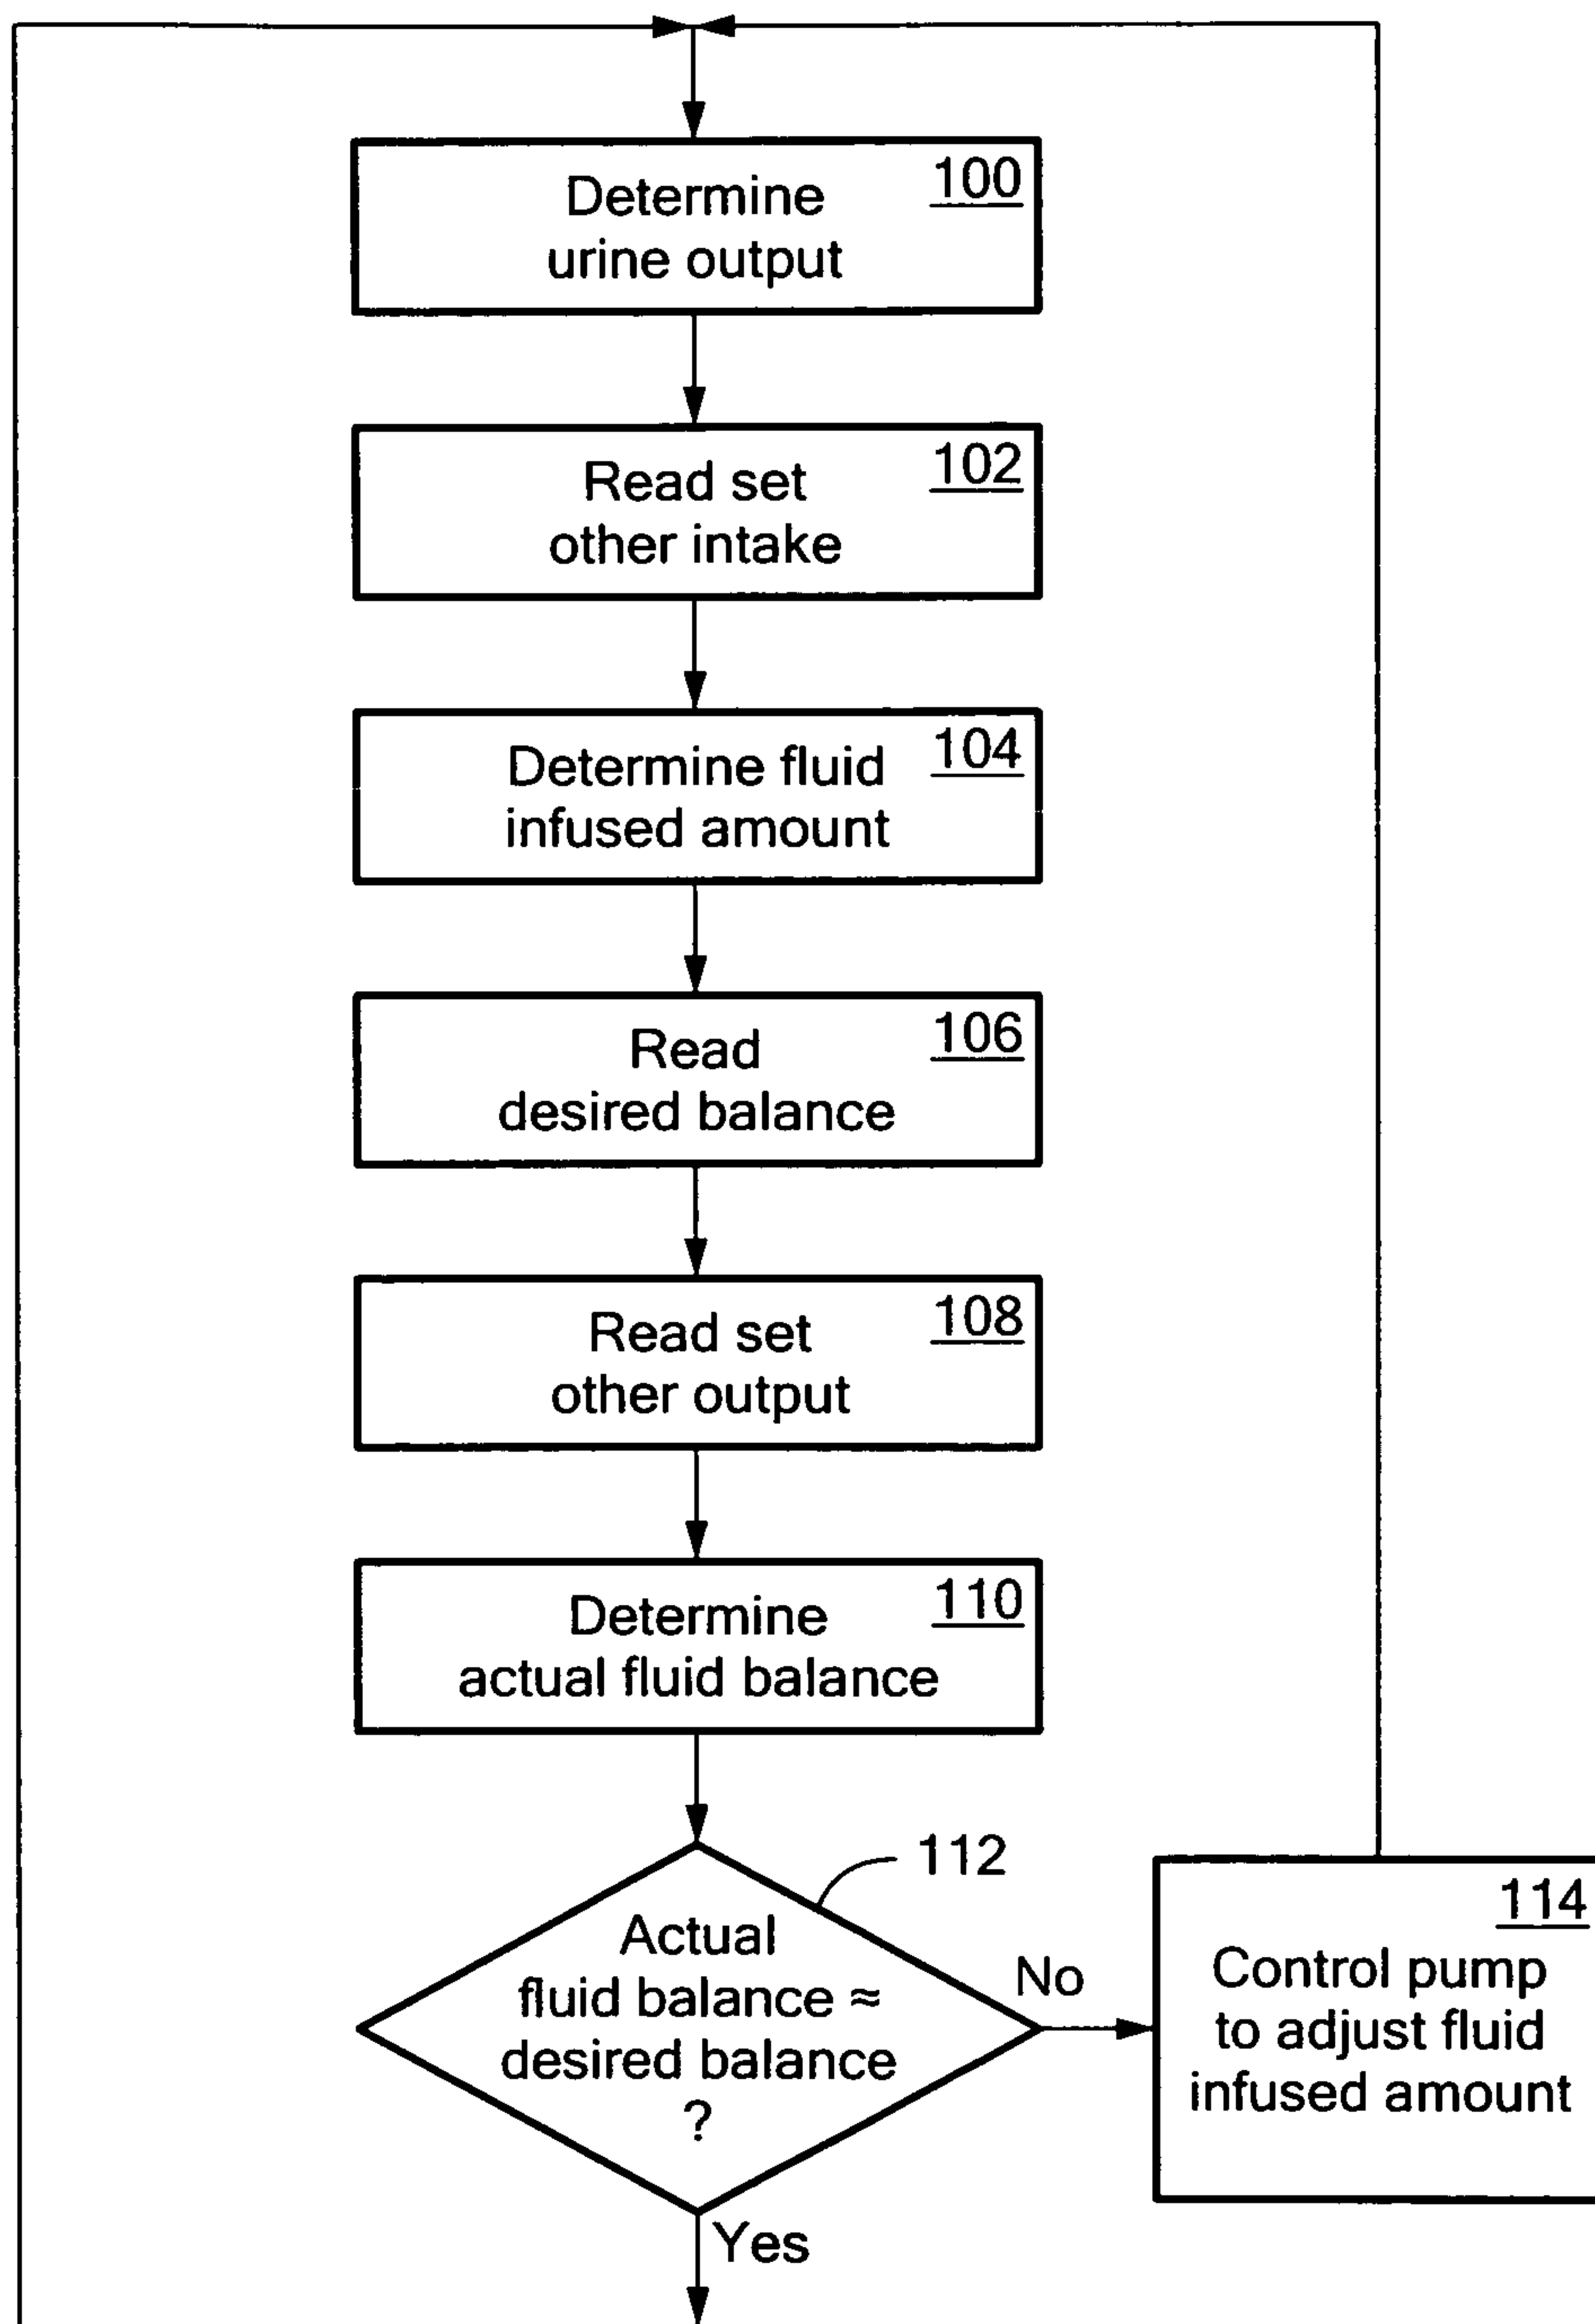 100
Determine
urine output
102
Read set
other intake
104
Determine fluid
infused amount
106
Read
desired balance
108
Read set
other output
110
Determine
actual fluid balance
112
Actual
fluid balance ≈
desired balance
?
No
114
Control pump
to adjust fluid
infused amount
Yes